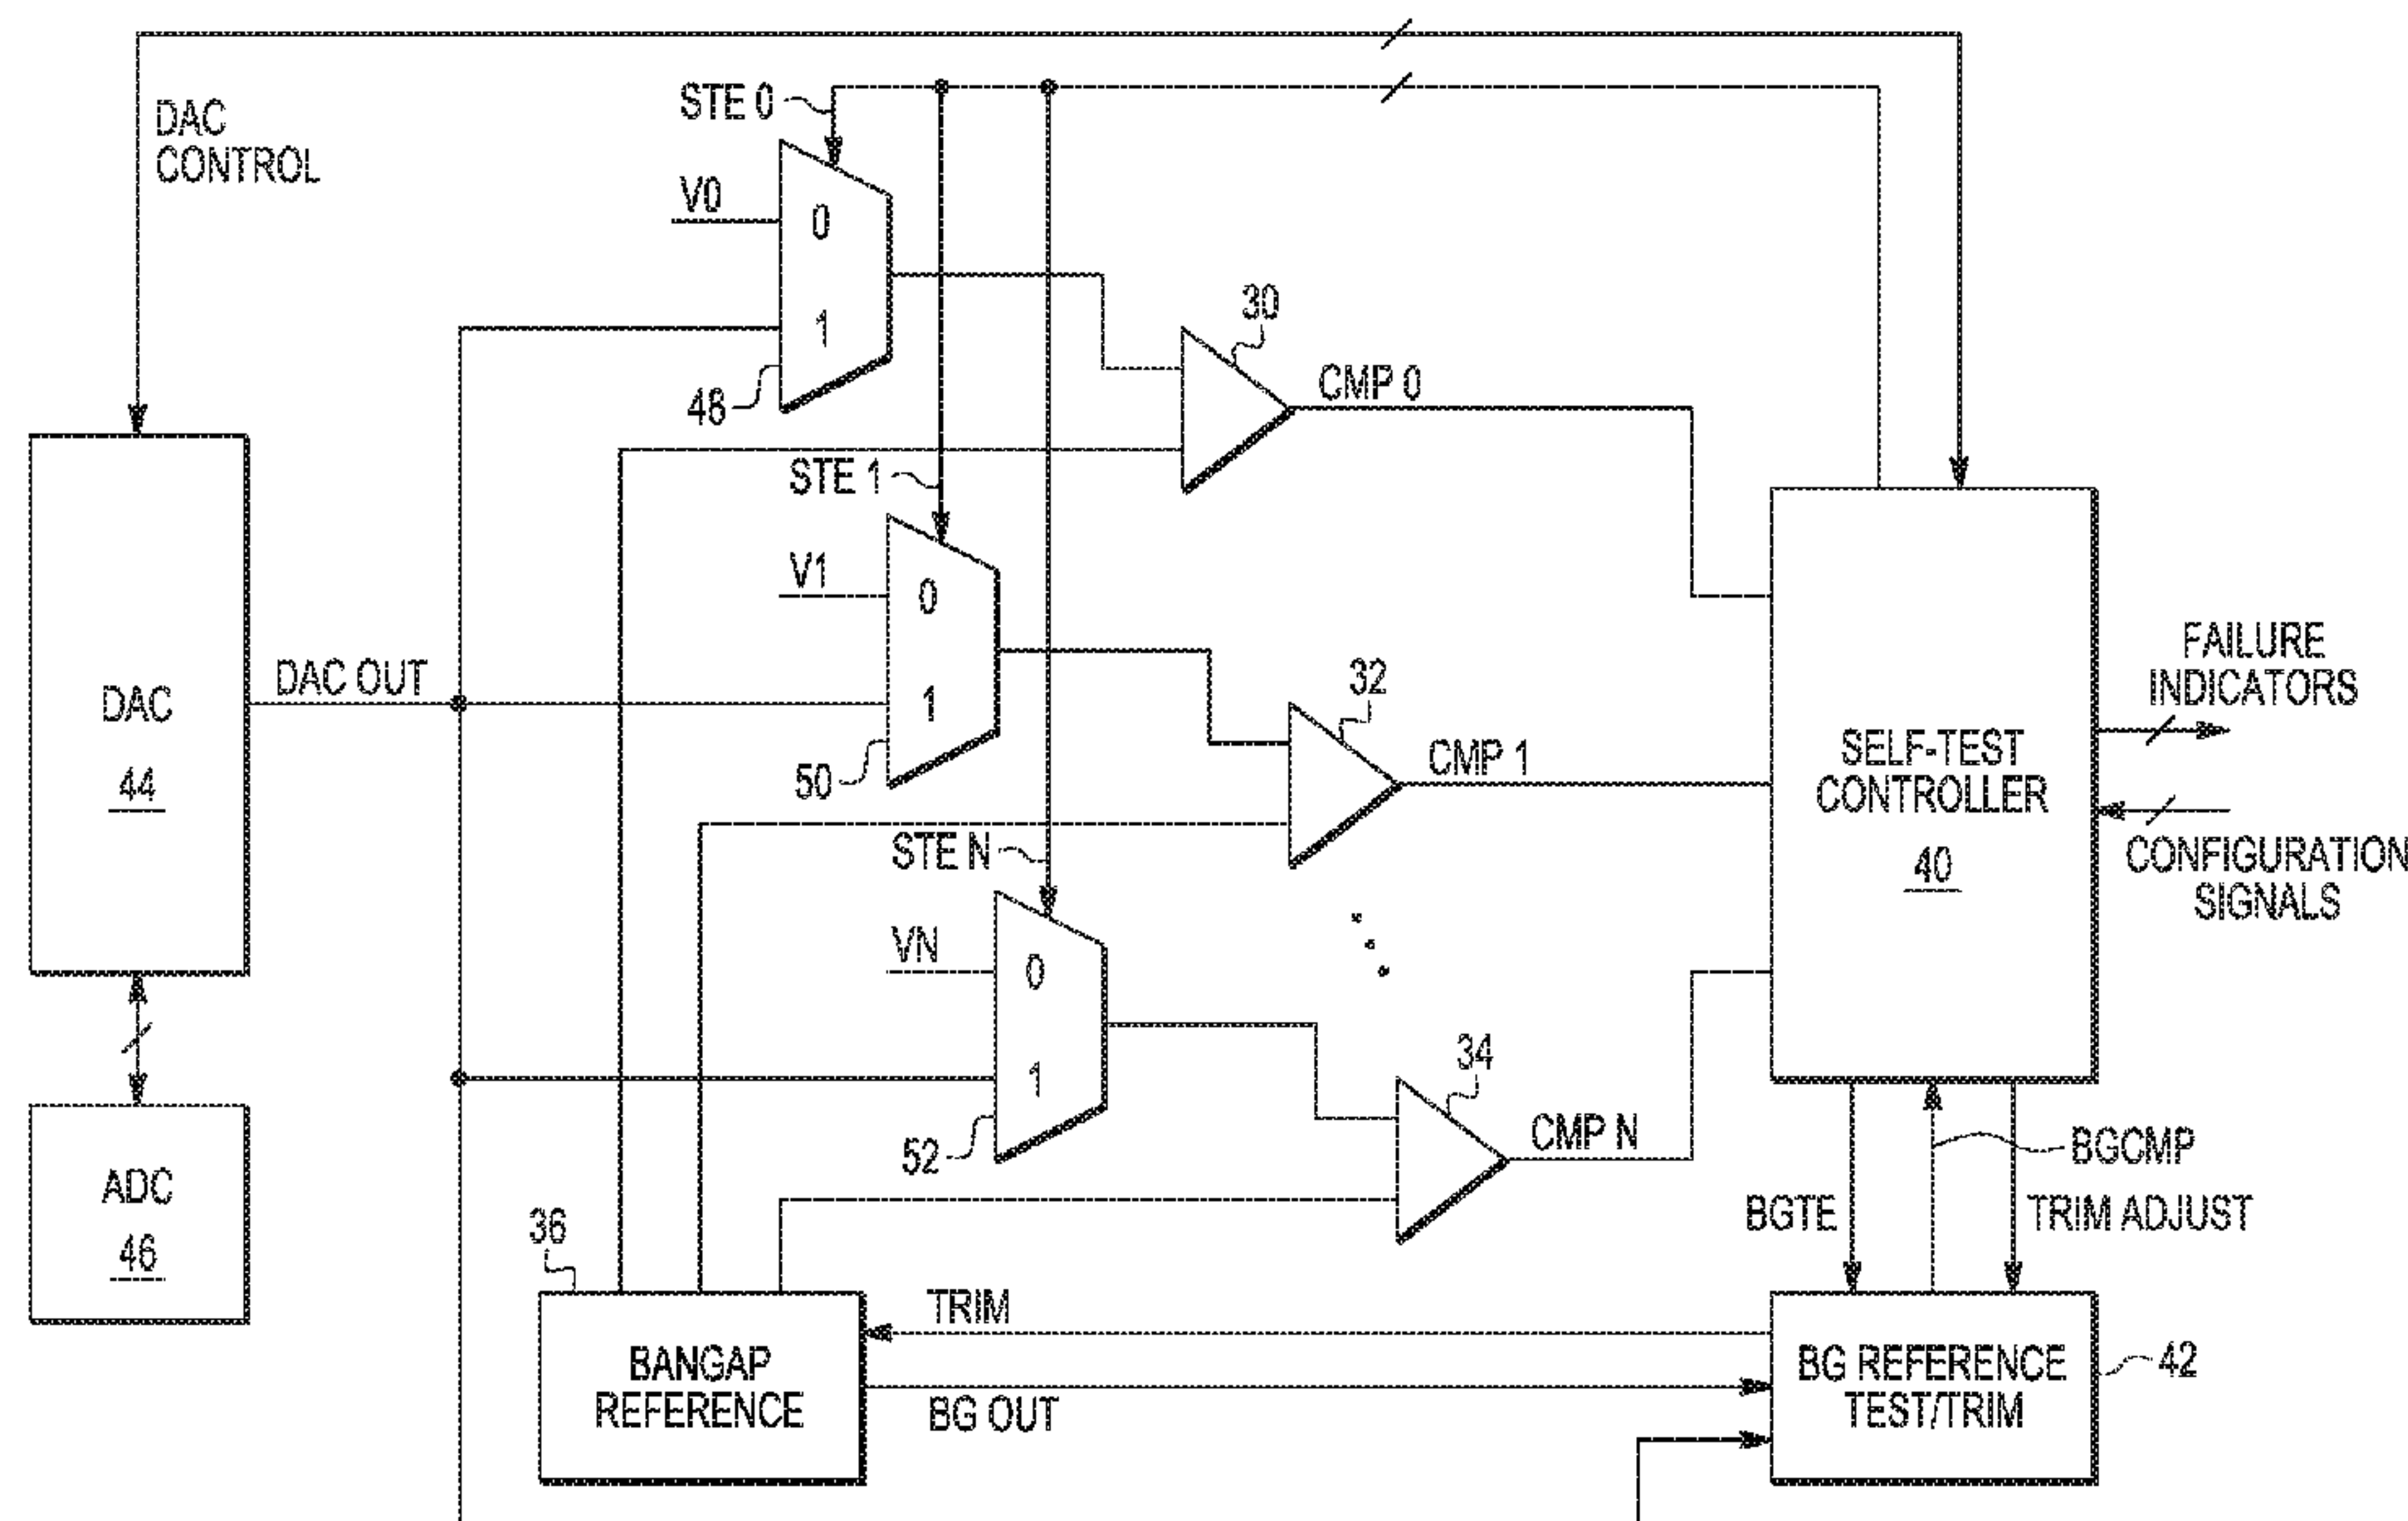 DAC
CONTROL
STE 0
V0
0
1
48
30
CMP 0
STE 1
V1
0
1
50
32
CMP 1
DAC OUT
DAC
44
STE N
VN
0
1
52
34
CMP N
FAILURE
INDICATORS
SELF-TEST
CONTROLLER
40
CONFIGURATION
SIGNALS
ADC
46
36
BANGAP
REFERENCE
TRIM
BG OUT
BGTE
BGCMP
TRIM ADJUST
BG REFERENCE
TEST/TRIM
42